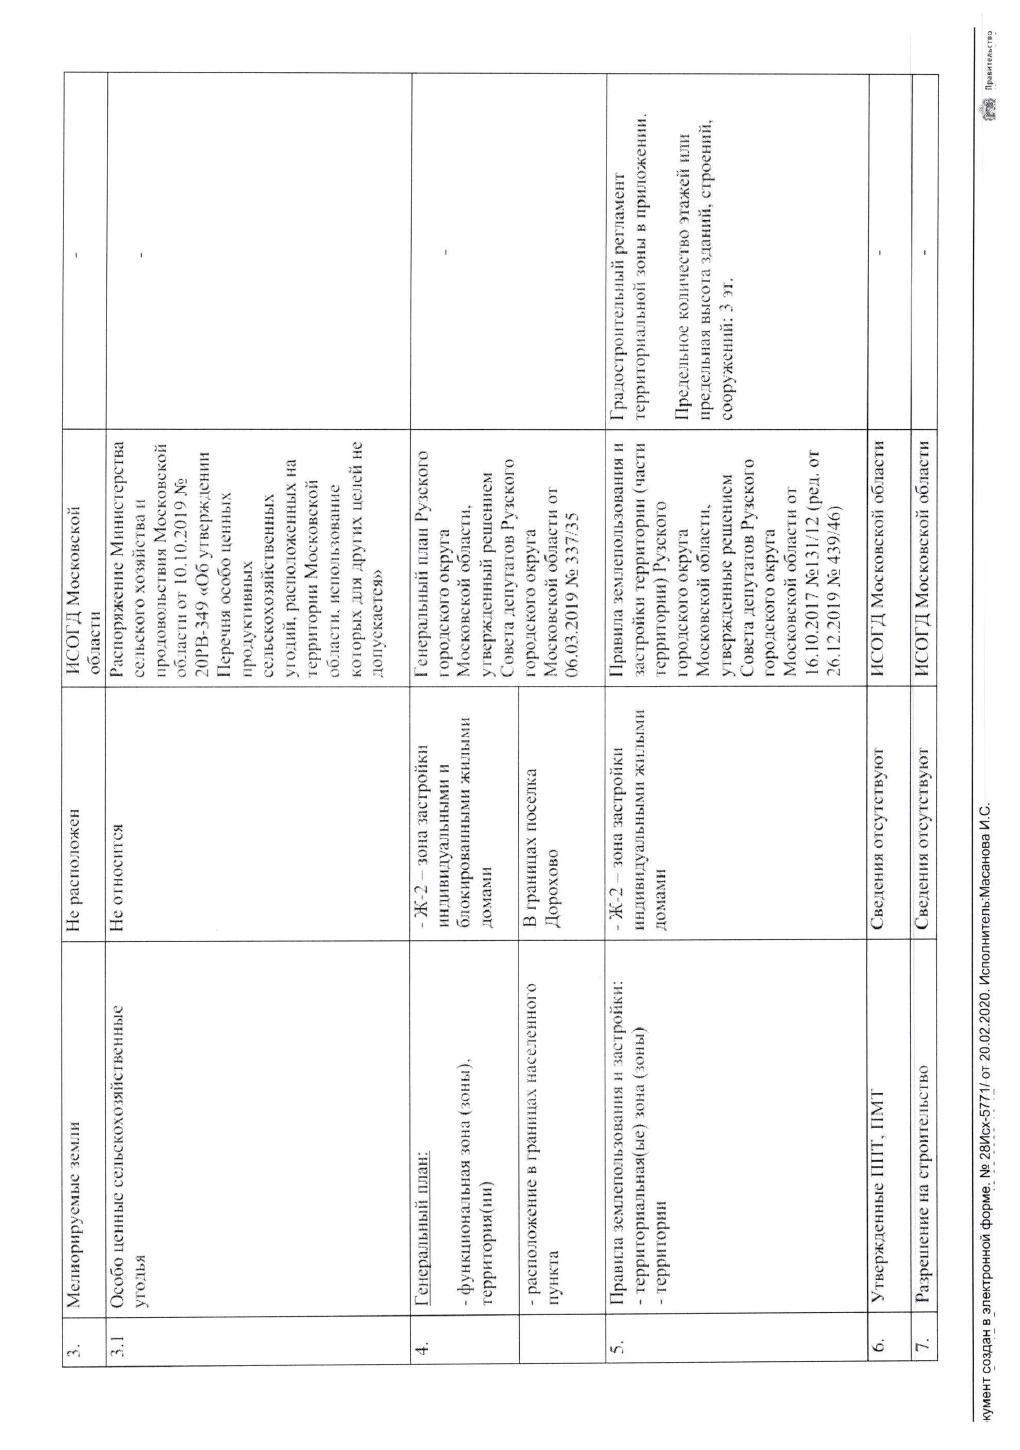 3.
Мелиорируемые земли
Не расположен
ИСОГД Московской
области
-
3.1
Особо ценные сельскохозяйственные
угодья
Не относится
Распоряжение Министерства
сельского хозяйства и
продовольствия Московской
области от 10.10.2019 №
20РВ-349 «Об утверждении
Перечня особо ценных
продуктивных
сельскохозяйственных
угодий, расположенных на
территории Московской
области, использование
которых для других целей не
допускается»
-
4.
Генеральный план:
- функциональная зона (зоны),
территория(ии)
- Ж-2 – зона застройки
индивидуальными и
блокированными жилыми
домами
Генеральный план Рузского
городского округа
Московской области,
утвержденный решением
Совета депутатов Рузского
городского округа
Московской области от
06.03.2019 № 337/35
-
- расположение в границах населенного
пункта
В границах поселка
Дорохово
5.
Правила землепользования и застройки:
- территориальная(ые) зона (зоны)
- территории
- Ж-2 – зона застройки
индивидуальными жилыми
домами
Правила землепользования и
застройки территории (части
территории) Рузского
городского округа
Московской области,
утвержденные решением
Совета депутатов Рузского
городского округа
Московской области от
16.10.2017 №131/12 (ред. от
26.12.2019 № 439/46)
Градостроительный регламент
территориальной зоны в приложении.
Предельное количество этажей или
предельная высота зданий, строений,
сооружений: 3 эт.
6.
Утвержденные ППТ, ПМТ
Сведения отсутствуют
ИСОГД Московской области
-
7.
Разрешение на строительство
Сведения отсутствуют
ИСОГД Московской области
-
кумент создан в электронной форме. № 28Исх-5771/ от 20.02.2020. Исполнитель:Масанова И.С.
Правительство